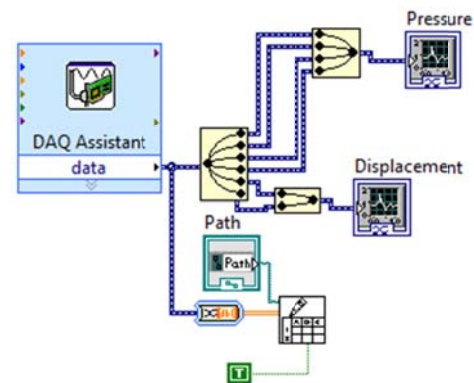 Pressure
DAQ Assistant
data
Displacement
Path
Path
T